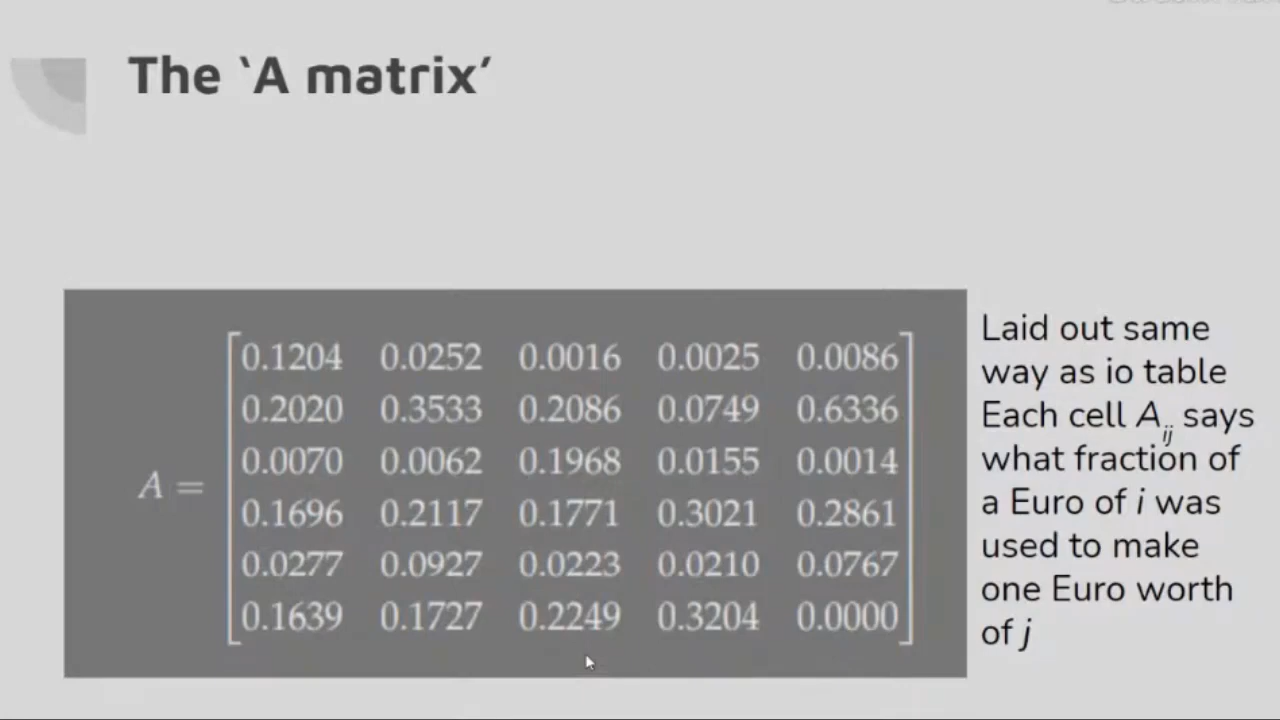 The ‘A matrix’
0.1204 0.0252 0.0016 0.0025 0.0086
0.2020 0.3533 0.2086 0.0749 0.6336
0.0070 0.0062 0.1968 0.0155 0.0014
A =
0.1696 0.2117 0.1771 0.3021 0.2861
0.0277 0.0927 0.0223 0.0210 0.0767
0.1639 0.1727 0.2249 0.3204 0.0000
Laid out same
way as io table
Each cell Aij says
what fraction of
a Euro of i was
used to make
one Euro worth
of j